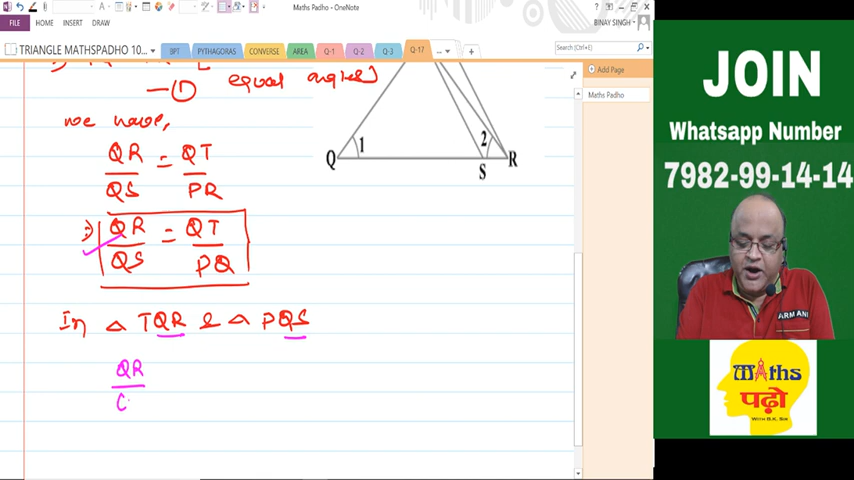 Maths Padho - OneNote
BINAY SINGH
FILE HOME INSERT DRAW HISTORY REVIEW VIEW
TRIANGLE MATHSPADHO 10... BPT PYTHAGORAS CONVERSE AREA Q-1 Q-2 Q-3 Q-17 ... +
Search (Ctrl+E)
Add Page
Maths Padho
equal angles]
—①
we have,
QR/QS = QT/PR
⇒ QR/QS = QT/PQ
In △ TQR & △ PQS
QR
Q 1 2 S R
JOIN
Whatsapp Number
7982-99-14-14
ARMANI
Maths
पढ़ो
WITH B.K. SIR